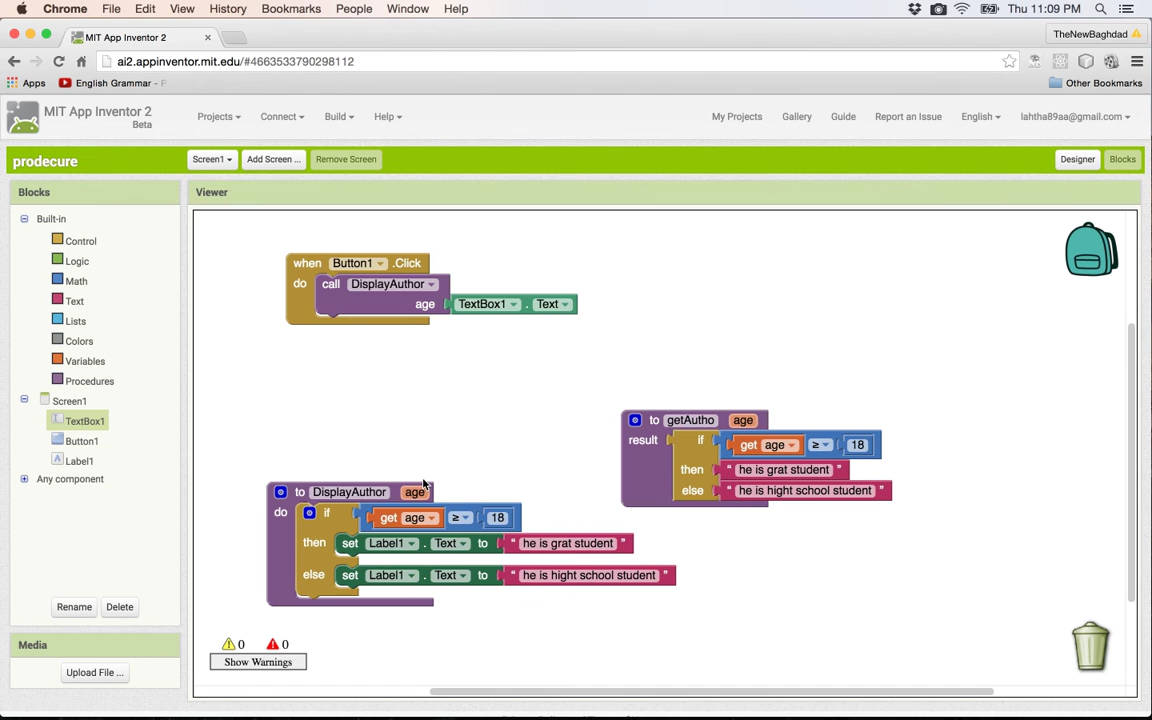 Chrome File Edit View History Bookmarks People Window Help Thu 11:09 PM
MIT App Inventor 2 TheNewBaghdad
ai2.appinventor.mit.edu/#4663533790298112
Apps English Grammar - Other Bookmarks
MIT App Inventor 2
Beta
Projects Connect Build Help My Projects Gallery Guide Report an Issue English lahtha89aa@gmail.com
prodecure Screen1 Add Screen ... Remove Screen Designer Blocks
Blocks
Viewer
Built-in
Control
Logic
Math
Text
Lists
Colors
Variables
Procedures
Screen1
TextBox1
Button1
Label1
Any component
Rename Delete
Media
Upload File ...
when Button1 .Click
do call DisplayAuthor
age TextBox1 . Text
to getAutho age
result if get age ≥ 18
then “ he is grat student ”
else “ he is hight school student ”
to DisplayAuthor age
do if get age ≥ 18
then set Label1 . Text to “ he is grat student ”
else set Label1 . Text to “ he is hight school student ”
0 0
Show Warnings